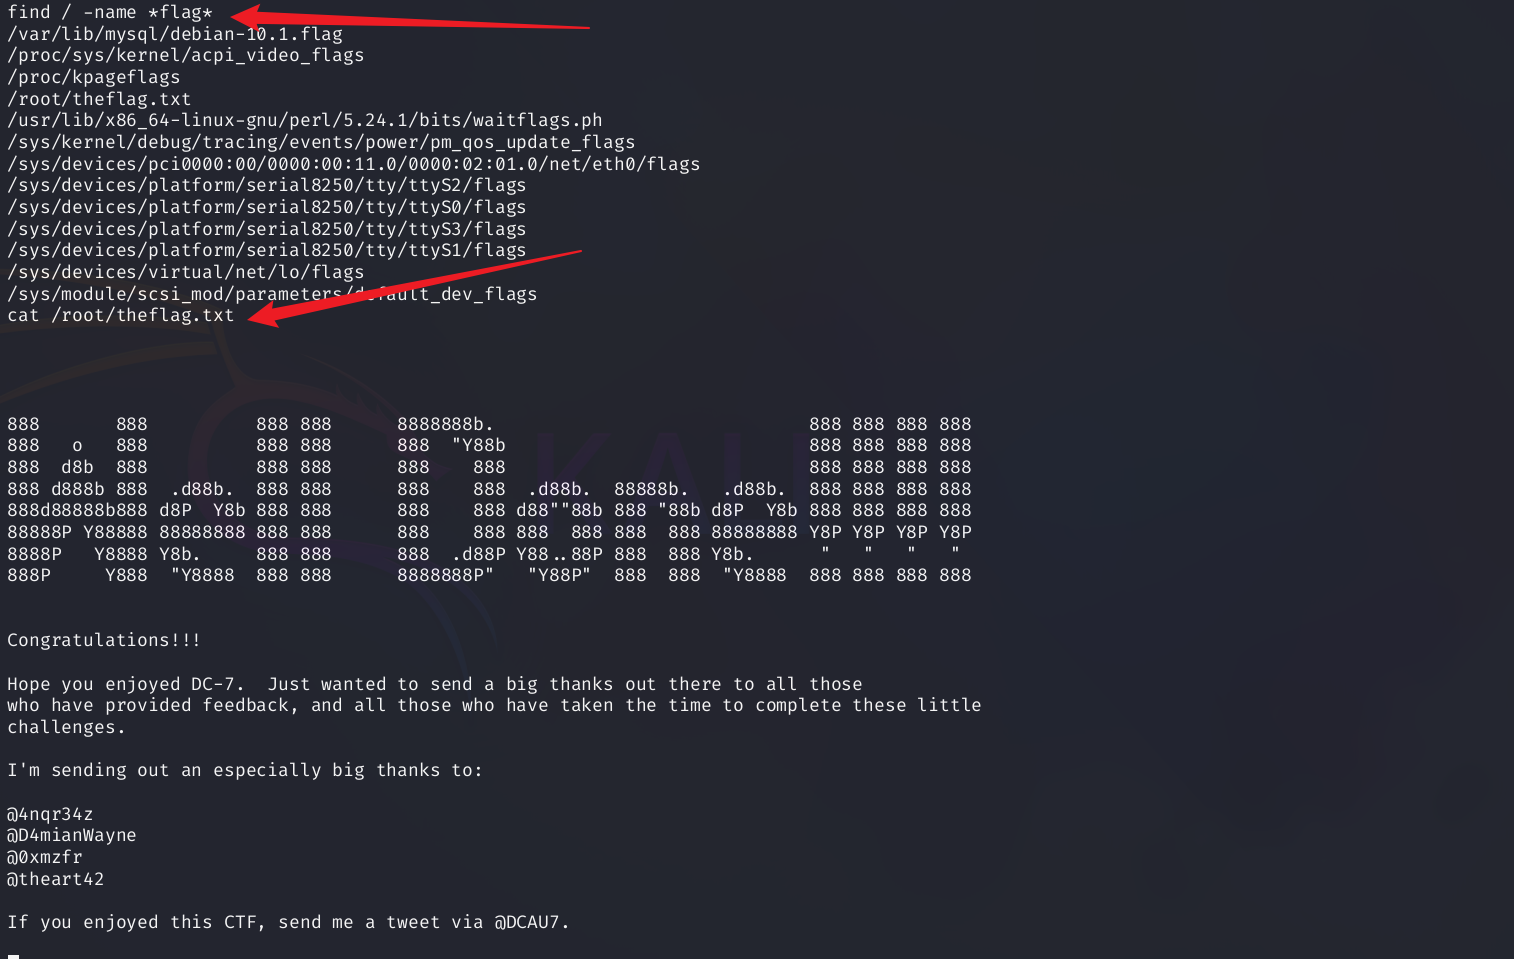 find / -name *flag*
/var/lib/mysql/debian-10.1.flag
/proc/sys/kernel/acpi_video_flags
/proc/kpageflags
/root/theflag.txt
/usr/lib/x86_64-linux-gnu/perl/5.24.1/bits/waitflags.ph
/sys/kernel/debug/tracing/events/power/pm_qos_update_flags
/sys/devices/pci0000:00/0000:00:11.0/0000:02:01.0/net/eth0/flags
/sys/devices/platform/serial8250/tty/ttyS2/flags
/sys/devices/platform/serial8250/tty/ttyS0/flags
/sys/devices/platform/serial8250/tty/ttyS3/flags
/sys/devices/platform/serial8250/tty/ttyS1/flags
/sys/devices/virtual/net/lo/flags
/sys/module/scsi_mod/parameters/default_dev_flags
cat /root/theflag.txt
888       888          888 888      8888888b.                             888 888 888 888
888   o   888          888 888      888  "Y88b                            888 888 888 888
888  d8b  888          888 888      888    888                            888 888 888 888
888 d888b 888  .d88b.  888 888      888    888  .d88b.  88888b.   .d88b.  888 888 888 888
888d88888b888 d8P  Y8b 888 888      888    888 d88""88b 888 "88b d8P  Y8b 888 888 888 888
88888P Y88888 88888888 888 888      888    888 888  888 888  888 88888888 Y8P Y8P Y8P Y8P
8888P   Y8888 Y8b.     888 888      888  .d88P Y88..88P 888  888 Y8b.      "   "   "   "
888P     Y888  "Y8888  888 888      8888888P"   "Y88P"  888  888  "Y8888  888 888 888 888
KALI
Congratulations!!!
Hope you enjoyed DC-7.  Just wanted to send a big thanks out there to all those
who have provided feedback, and all those who have taken the time to complete these little
challenges.
I'm sending out an especially big thanks to:
@4nqr34z
@D4mianWayne
@0xmzfr
@theart42
If you enjoyed this CTF, send me a tweet via @DCAU7.